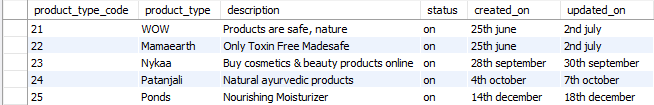 product_type_code product_type description status created_on updated_on
21 WOW Products are safe, nature on 25th june 2nd july
22 Mamaearth Only Toxin Free Madesafe on 25th june 2nd july
23 Nykaa Buy cosmetics & beauty products online on 28th september 30th september
24 Patanjali Natural ayurvedic products on 4th october 7th october
25 Ponds Nourishing Moisturizer on 14th december 18th december